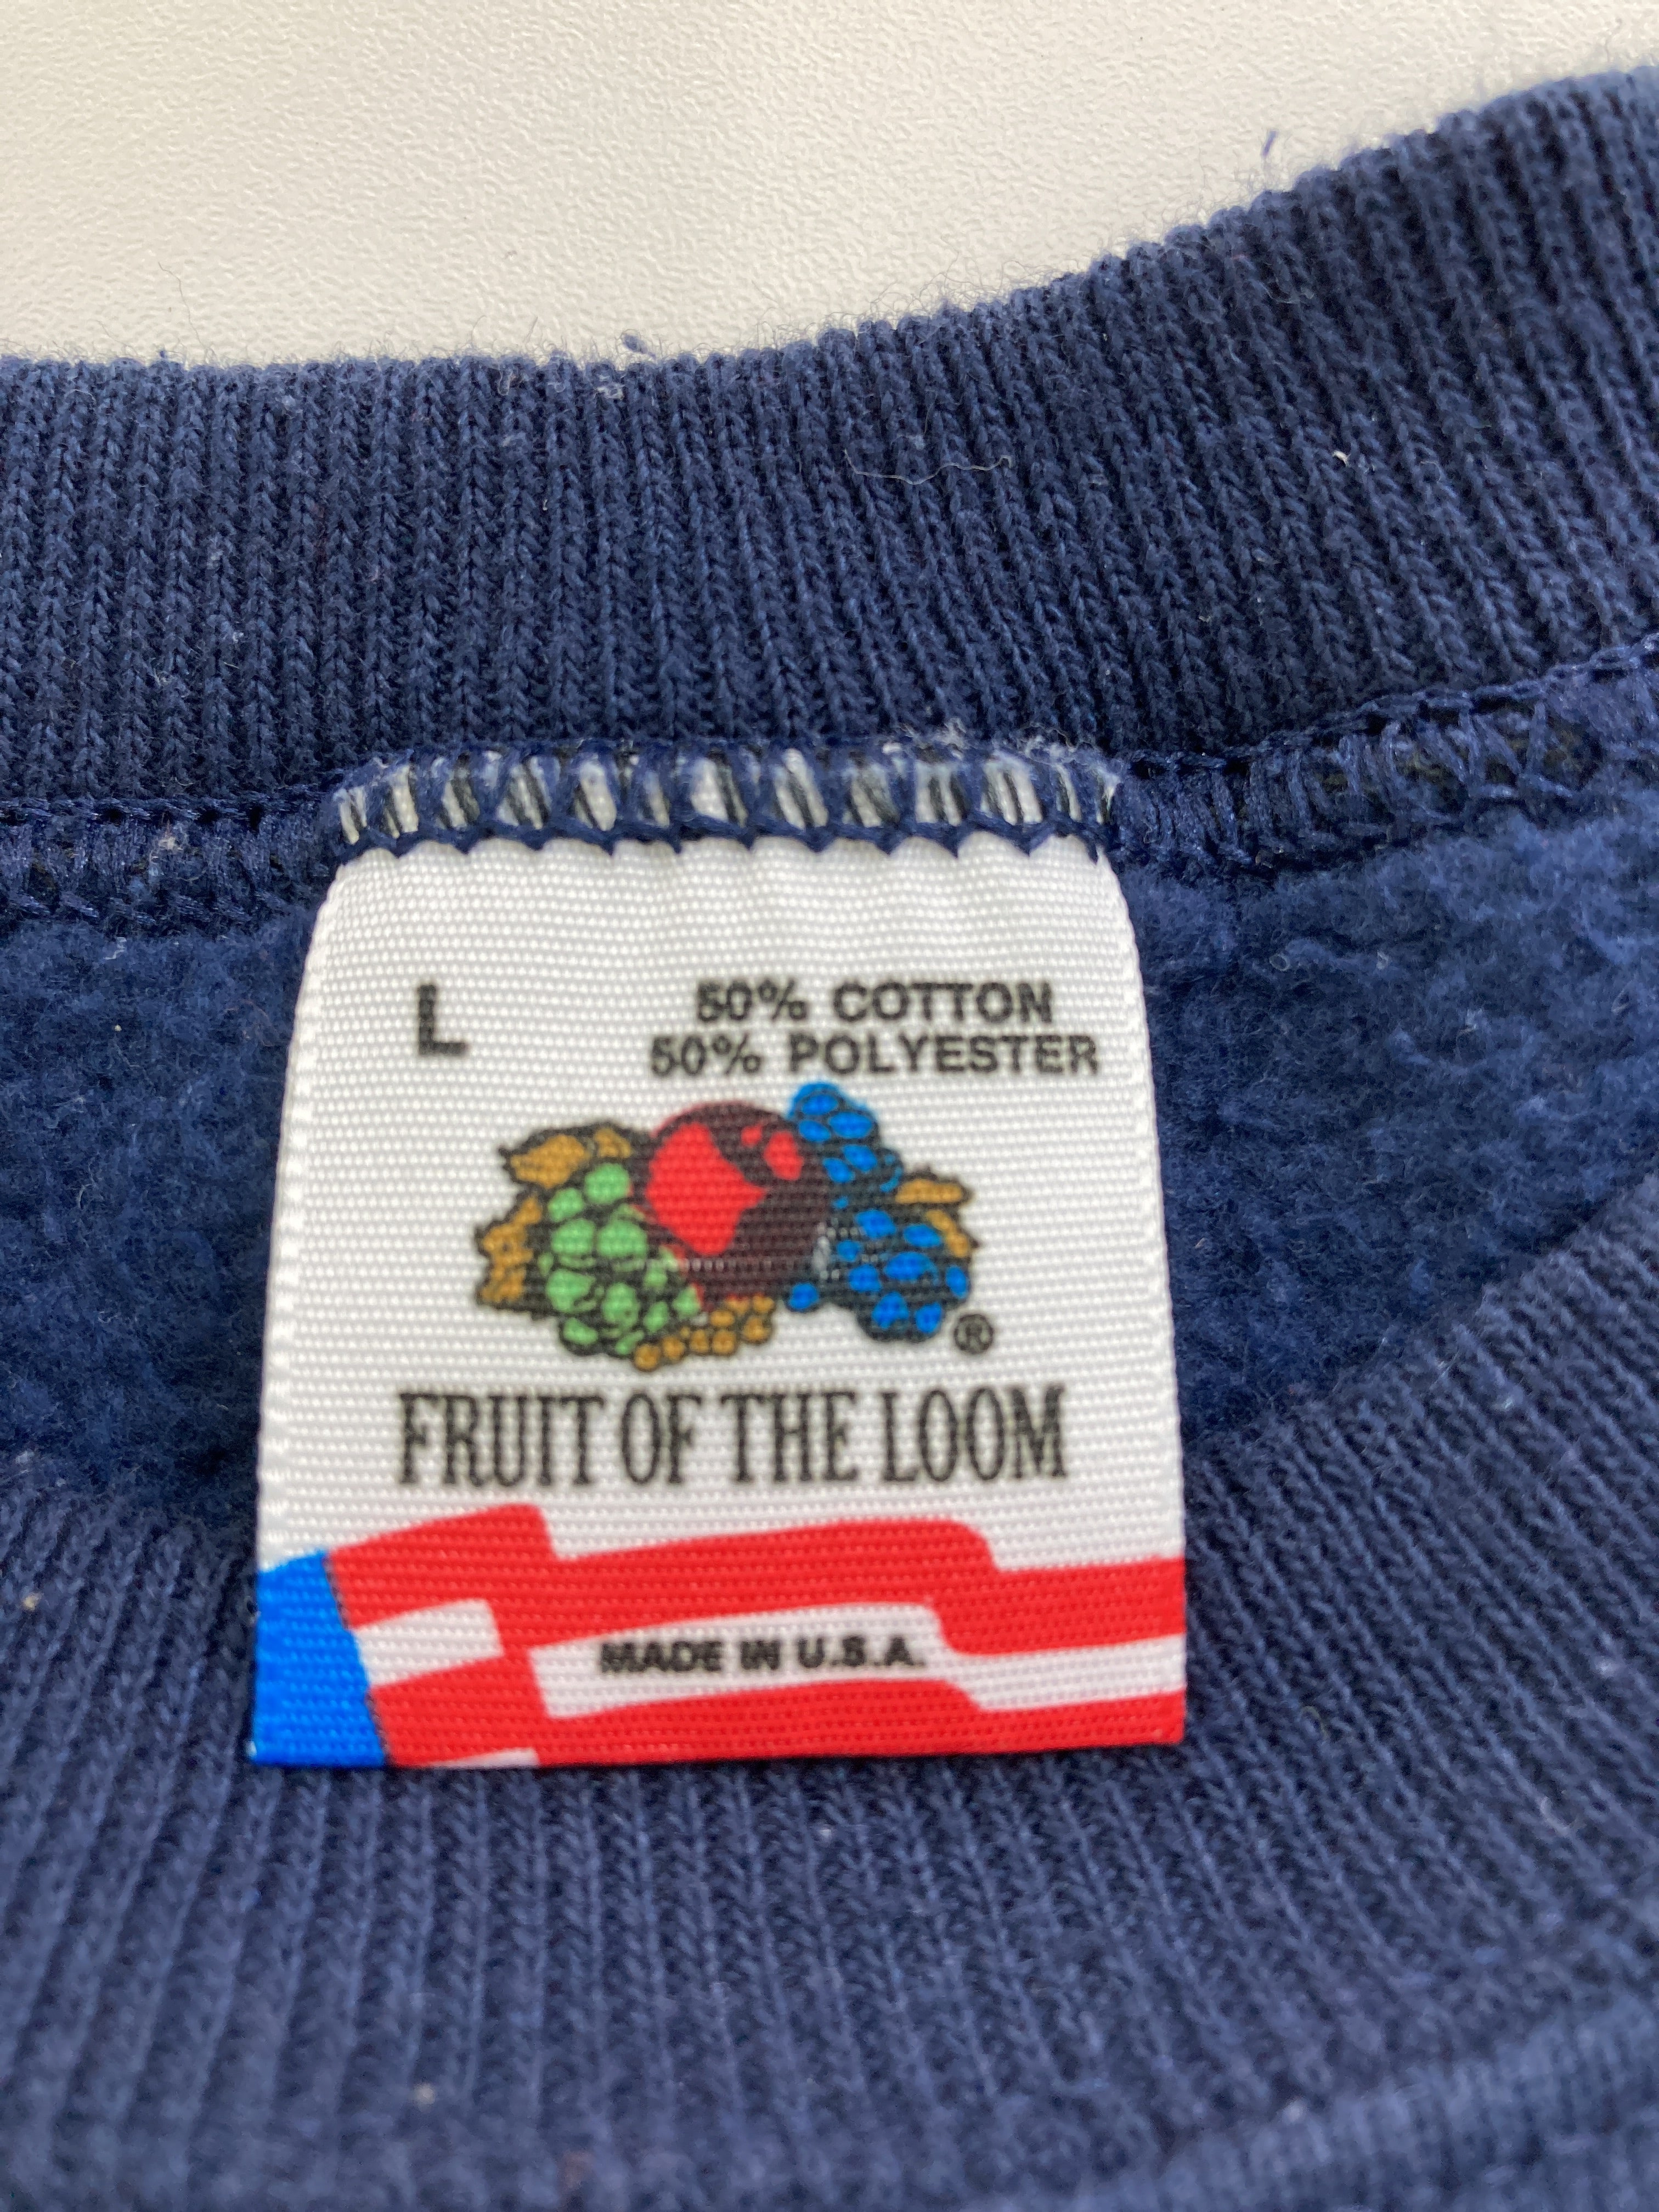 L
50% COTTON
50% POLYESTER
®
FRUIT OF THE LOOM
MADE IN U.S.A.